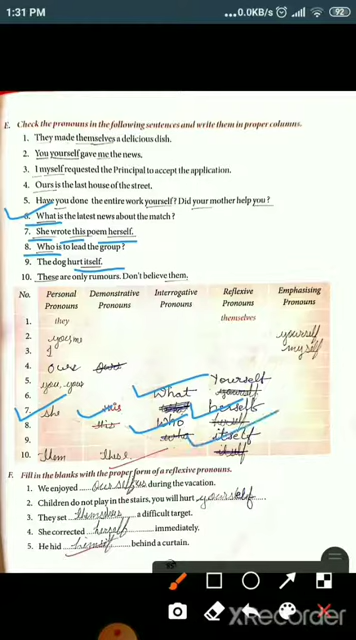 1:31 PM ...0.0KB/s 92
E. Check the pronouns in the following sentences and write them in proper columns.
1. They made themselves a delicious dish.
2. You yourself gave me the news.
3. I myself requested the Principal to accept the application.
4. Ours is the last house of the street.
5. Have you done the entire work yourself? Did your mother help you?
6. What is the latest news about the match?
7. She wrote this poem herself.
8. Who is to lead the group?
9. The dog hurt itself.
10. These are only rumours. Don't believe them.
No. Personal Pronouns Demonstrative Pronouns Interrogative Pronouns Reflexive Pronouns Emphasising Pronouns
1. they themselves
2. you, me yourself
3. I myself
4. ours
5. you, your yourself
6. What
7. she this herself
8. Who
9. itself
10. them these
F. Fill in the blanks with the proper form of a reflexive pronouns.
1. We enjoyed ourselves during the vacation.
2. Children do not play in the stairs, you will hurt yourself
3. They set themselves a difficult target.
4. She corrected herself immediately.
5. He hid himself behind a curtain.
XRECORDER